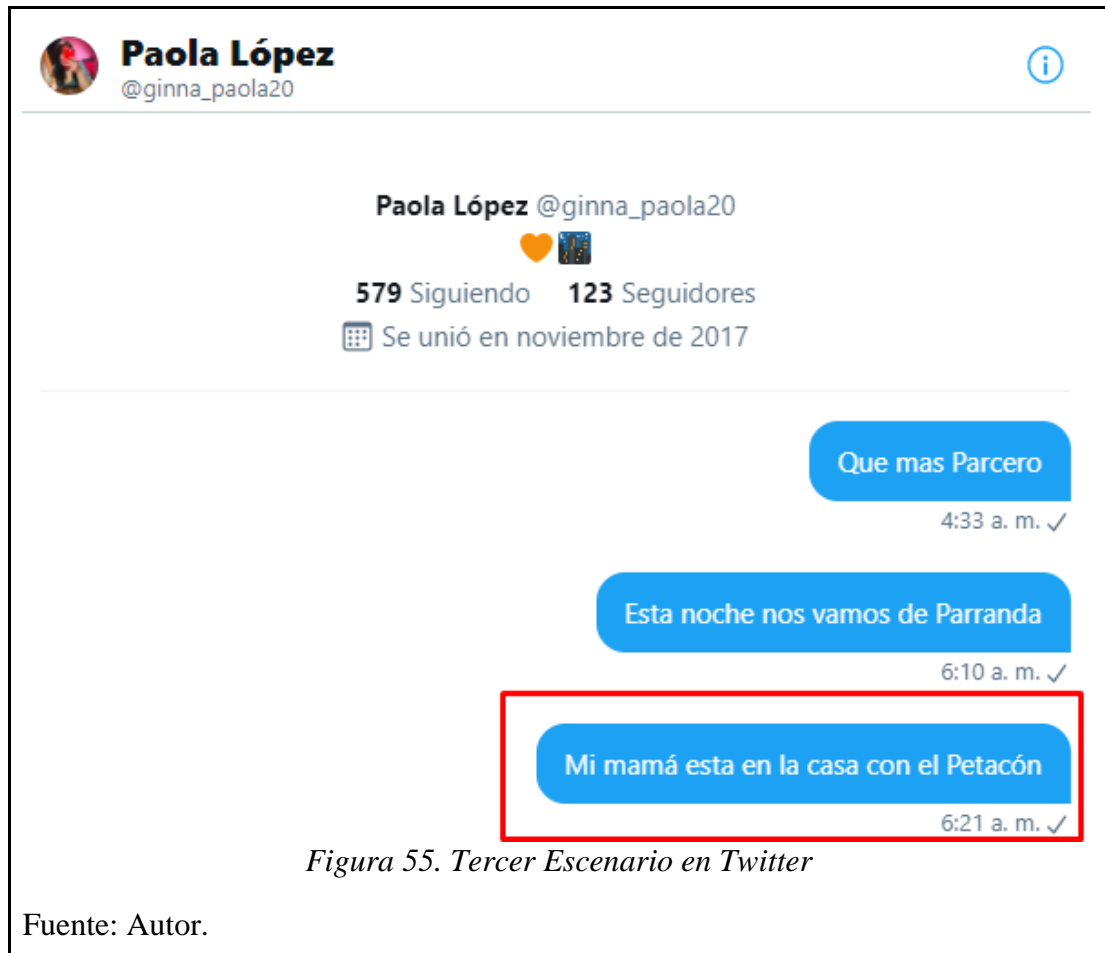 Paola López
@ginna_paola20
Paola López @ginna_paola20
🧡🌃
579 Siguiendo 123 Seguidores
Se unió en noviembre de 2017
Que mas Parcero
4:33 a. m. ✓
Esta noche nos vamos de Parranda
6:10 a. m. ✓
Mi mamá esta en la casa con el Petacón
6:21 a. m. ✓
Figura 55. Tercer Escenario en Twitter
Fuente: Autor.